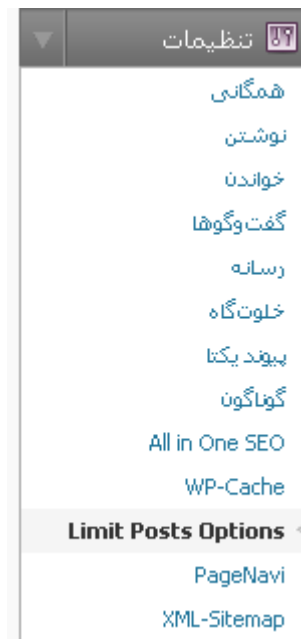 تنظیمات
همگانی
نوشتن
خواندن
گفت‌وگوها
رسانه
خلوت‌گاه
پیوند یکتا
گوناگون
All in One SEO
WP-Cache
Limit Posts Options
PageNavi
XML-Sitemap